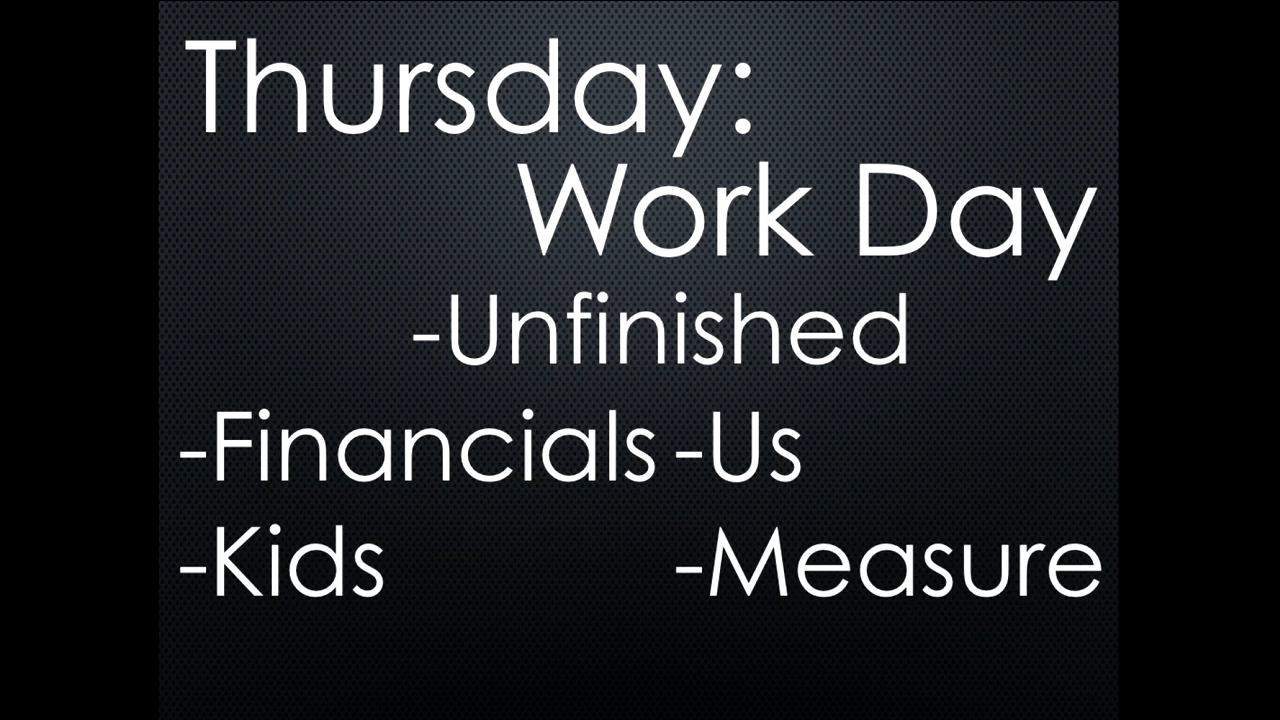 Thursday:
Work Day
-Unfinished
-Financials -Us
-Kids -Measure